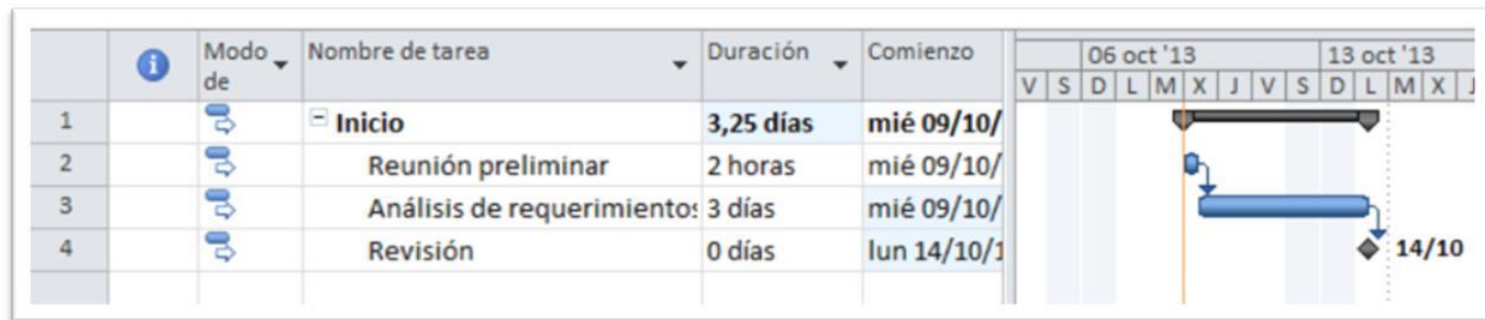 Modo de Nombre de tarea Duración Comienzo 06 oct '13 13 oct '13
V S D L M X J V S D L M X J
1 Inicio 3,25 días mié 09/10/
2 Reunión preliminar 2 horas mié 09/10/
3 Análisis de requerimientos 3 días mié 09/10/
4 Revisión 0 días lun 14/10/1 14/10